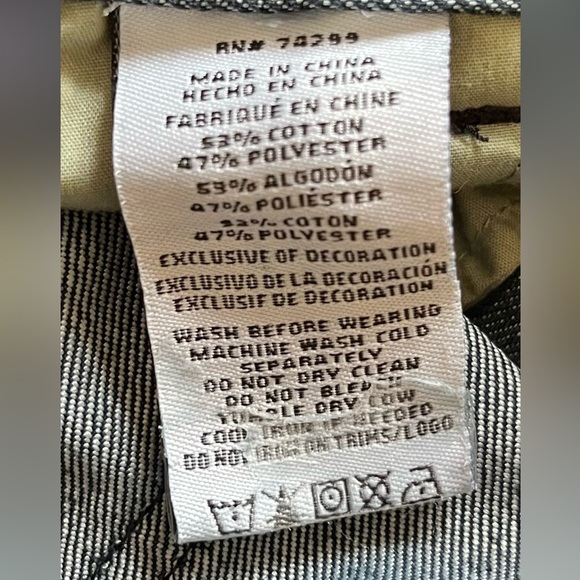 RN# 74299
MADE IN CHINA
HECHO EN CHINA
FABRIQUÉ EN CHINE
53% COTTON
47% POLYESTER
53% ALGODÓN
47% POLIÉSTER
53% COTON
47% POLYESTER
EXCLUSIVE OF DECORATION
EXCLUSIVO DE LA DECORACIÓN
EXCLUSIF DE DECORATION
WASH BEFORE WEARING
MACHINE WASH COLD
SEPARATELY
DO NOT DRY CLEAN
DO NOT BLEACH
TUMBLE DRY LOW
COOL IRON IF NEEDED
DO NOT IRON ON TRIMS/LOGO